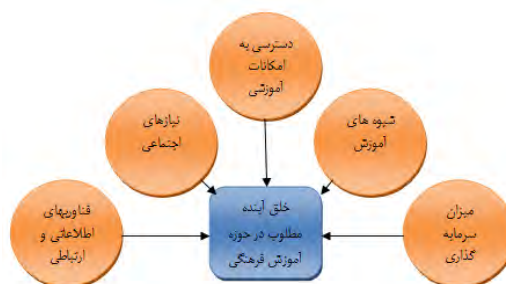 دسترسی به
امکانات
آموزشی
شیوه های
آموزش
نیازهای
اجتماعی
میزان
سرمایه
گذاری
خلق آینده
مطلوب در حوزه
آموزش فرهنگی
فناوریهای
اطلاعاتی و
ارتباطی